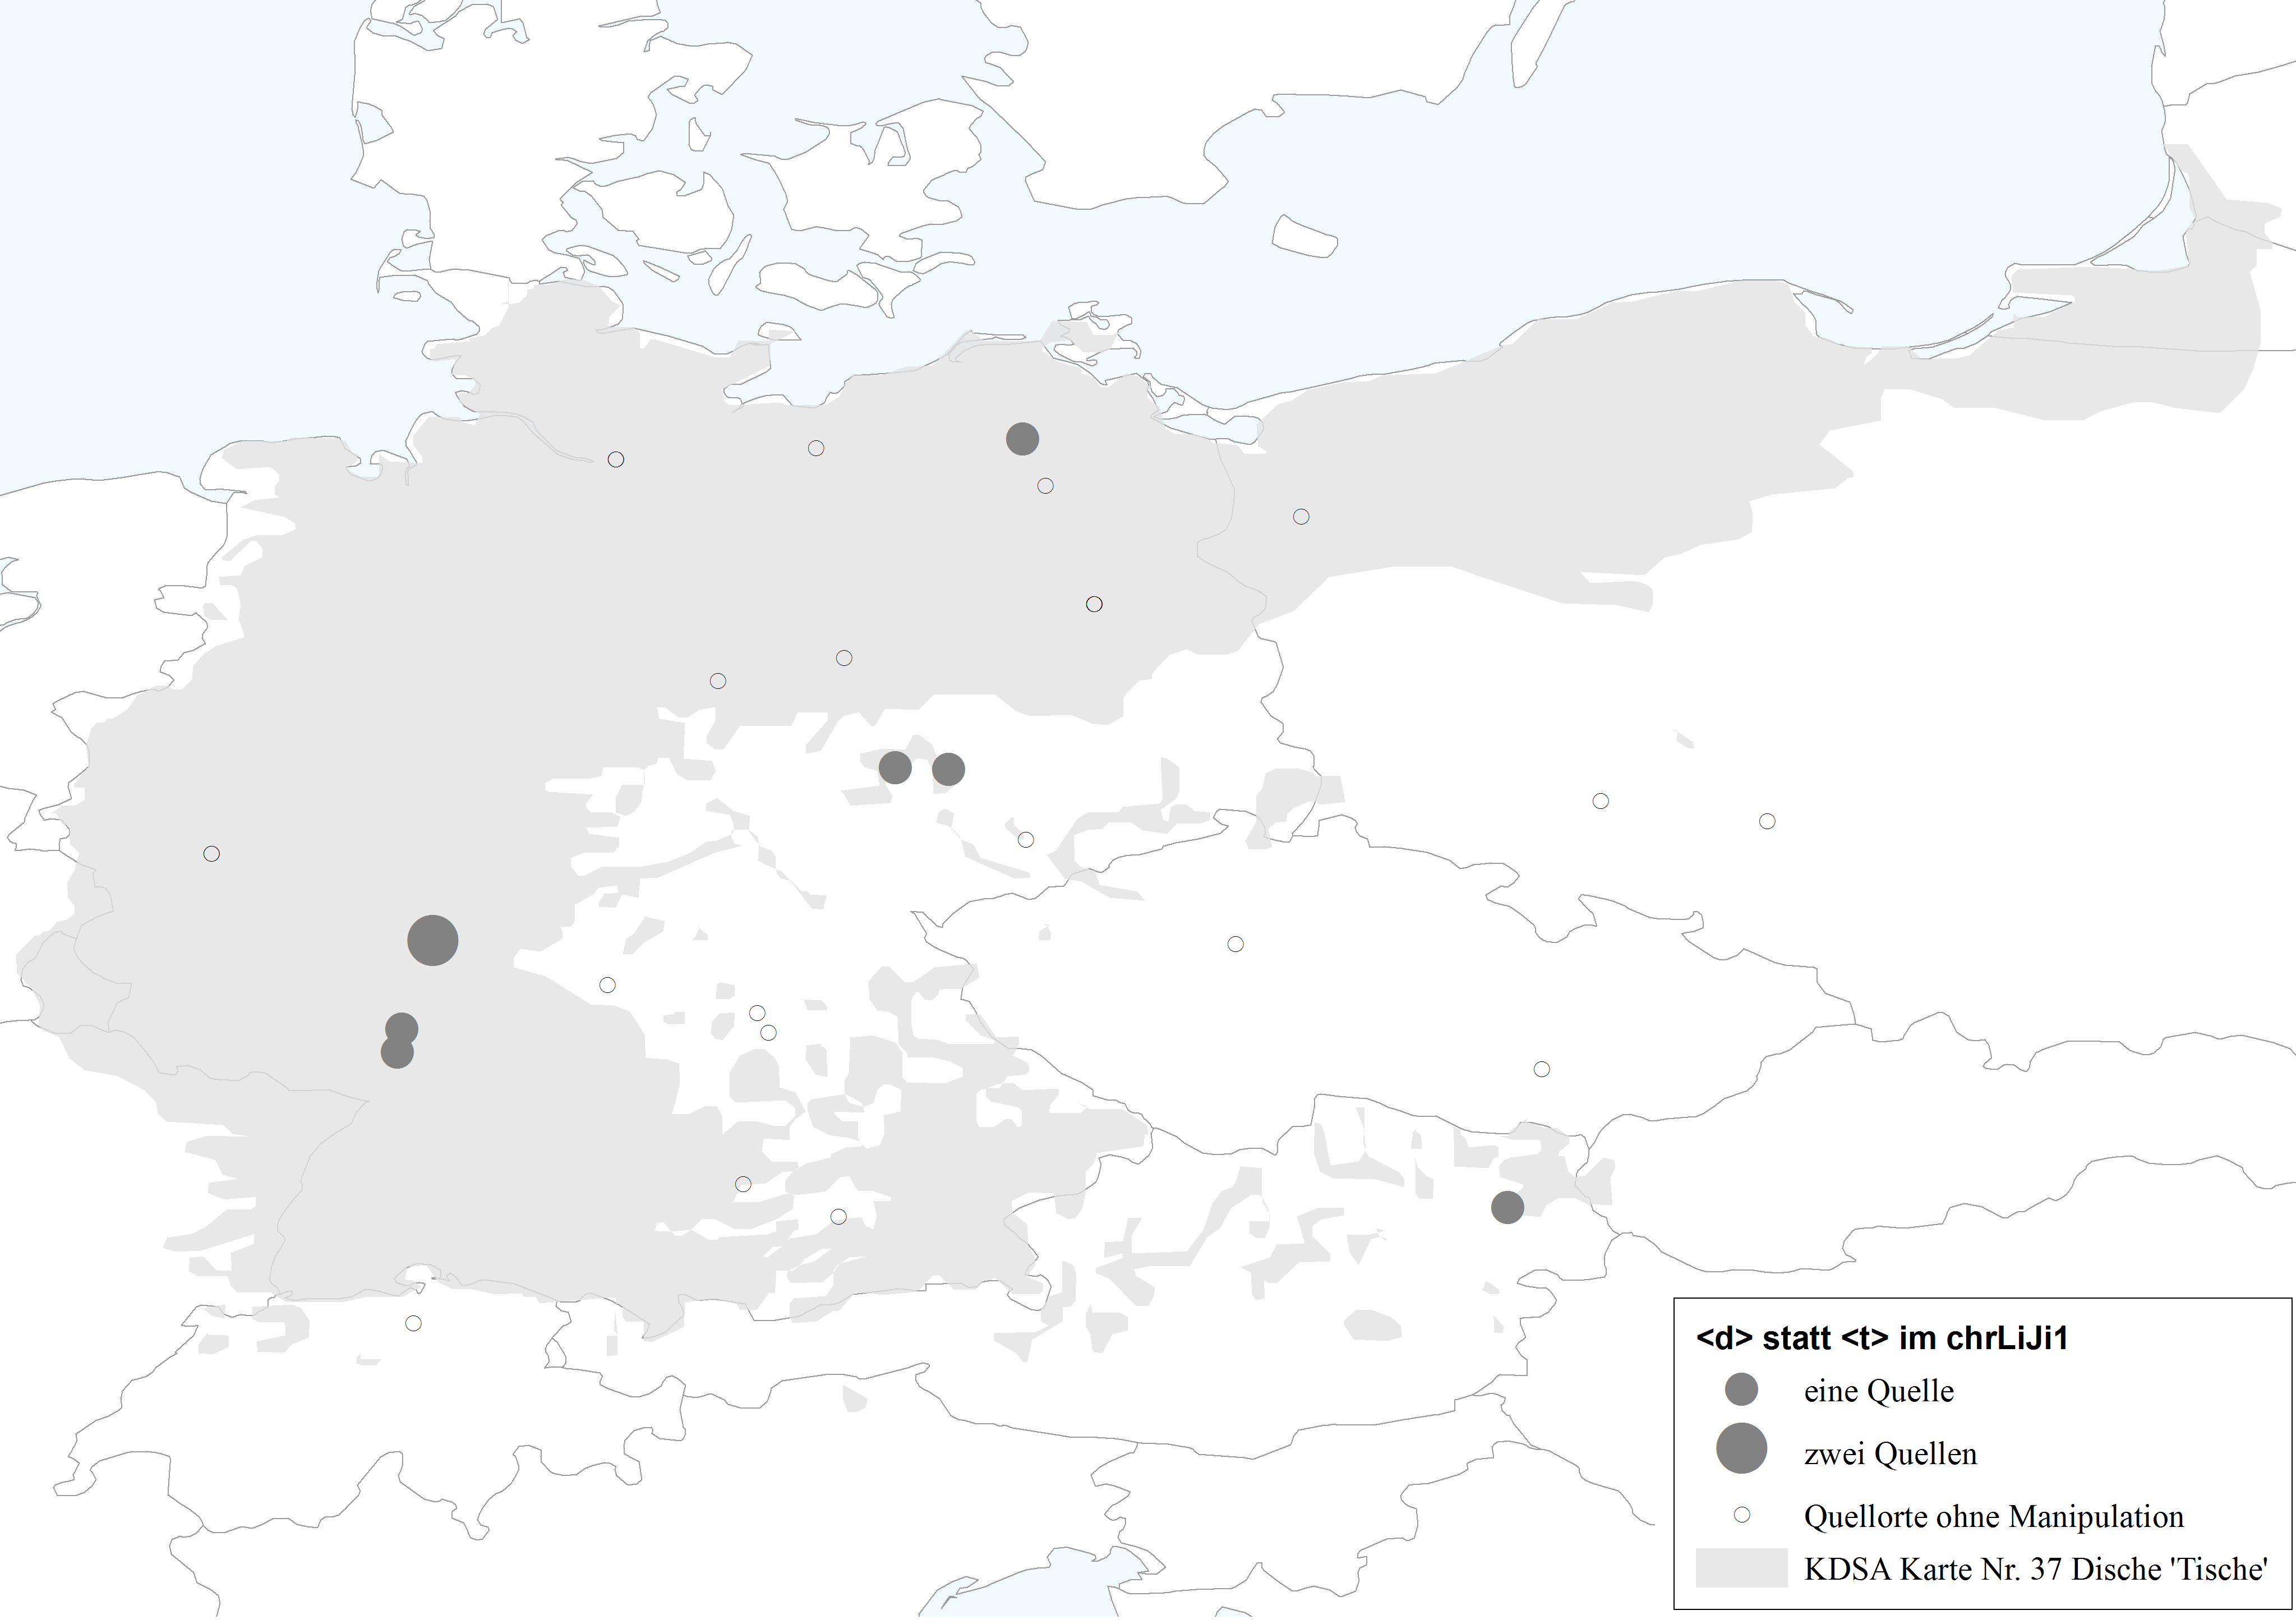 <d> statt <t> im chrLiJi1
eine Quelle
zwei Quellen
Quellorte ohne Manipulation
KDSA Karte Nr. 37 Dische 'Tische'